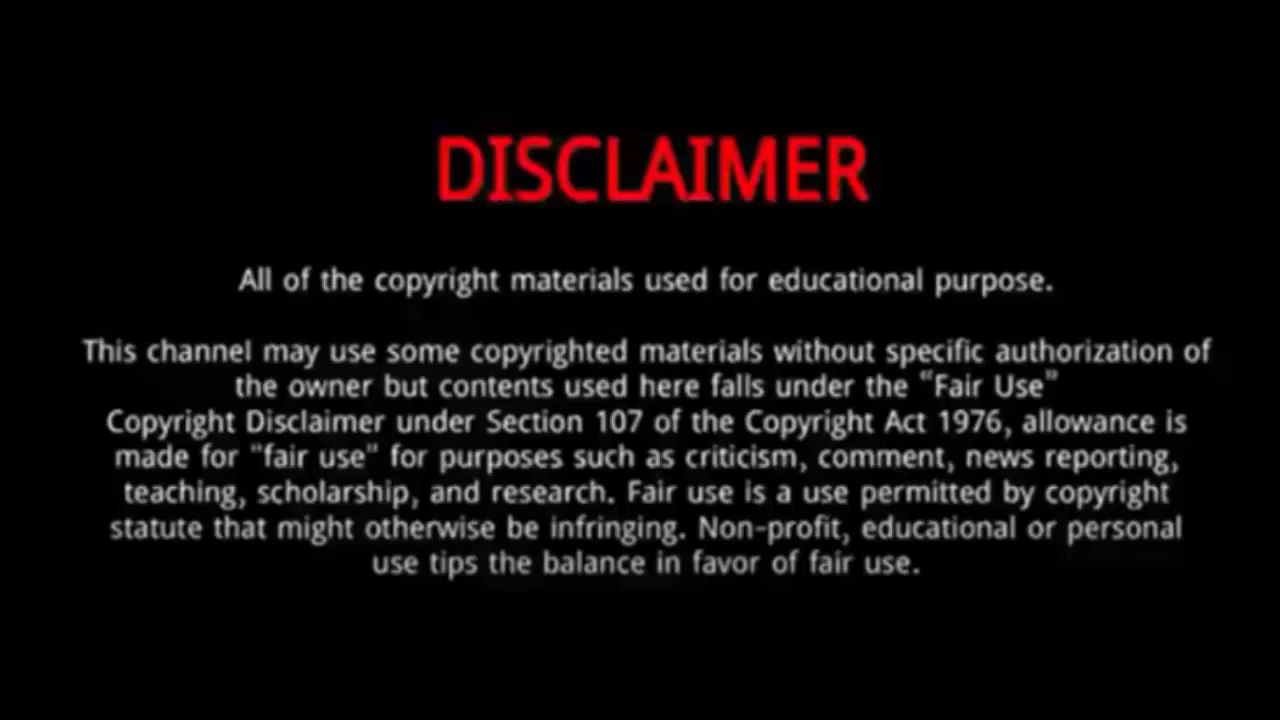 DISCLAIMER
All of the copyright materials used for educational purpose.
This channel may use some copyrighted materials without specific authorization of
the owner but contents used here falls under the “Fair Use”
Copyright Disclaimer under Section 107 of the Copyright Act 1976, allowance is
made for "fair use" for purposes such as criticism, comment, news reporting,
teaching, scholarship, and research. Fair use is a use permitted by copyright
statute that might otherwise be infringing. Non-profit, educational or personal
use tips the balance in favor of fair use.